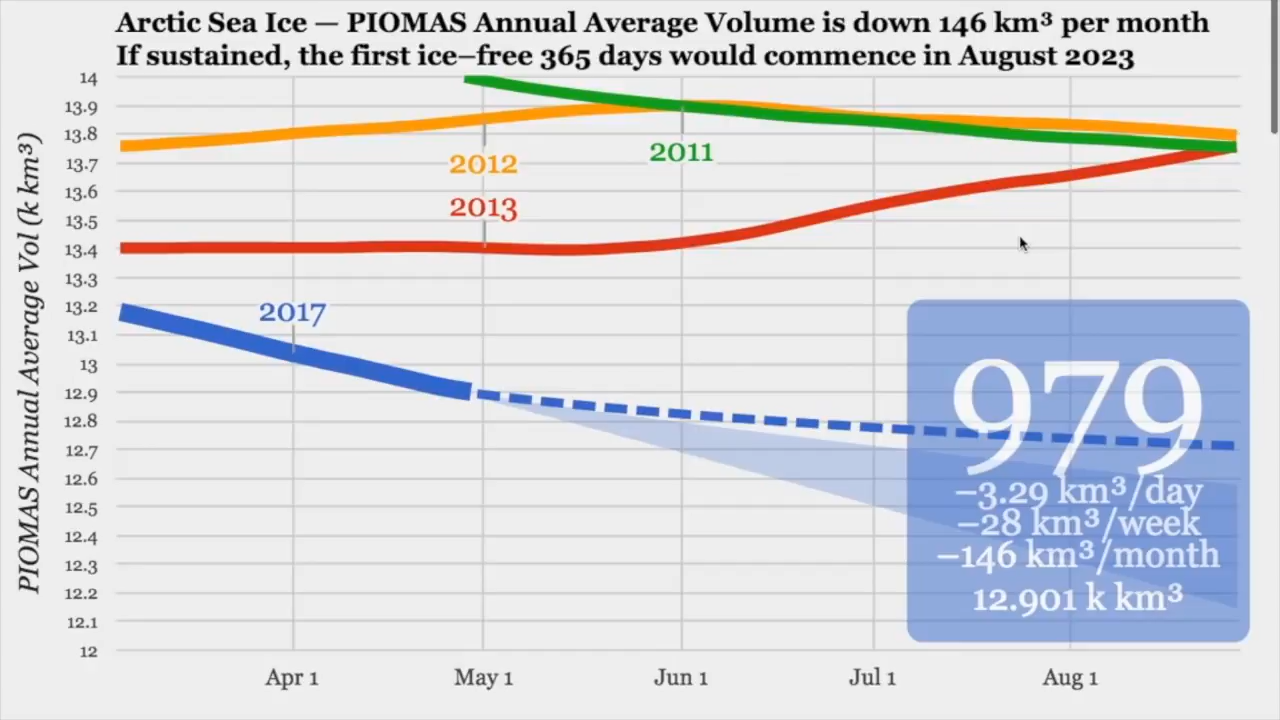 Arctic Sea Ice — PIOMAS Annual Average Volume is down 146 km³ per month
If sustained, the first ice–free 365 days would commence in August 2023
PIOMAS Annual Average Vol (k km³)
14
13.9
13.8
13.7
13.6
13.5
13.4
13.3
13.2
13.1
13
12.9
12.8
12.7
12.6
12.5
12.4
12.3
12.2
12.1
12
2012
2011
2013
2017
979
–3.29 km³/day
–28 km³/week
–146 km³/month
12.901 k km³
Apr 1
May 1
Jun 1
Jul 1
Aug 1